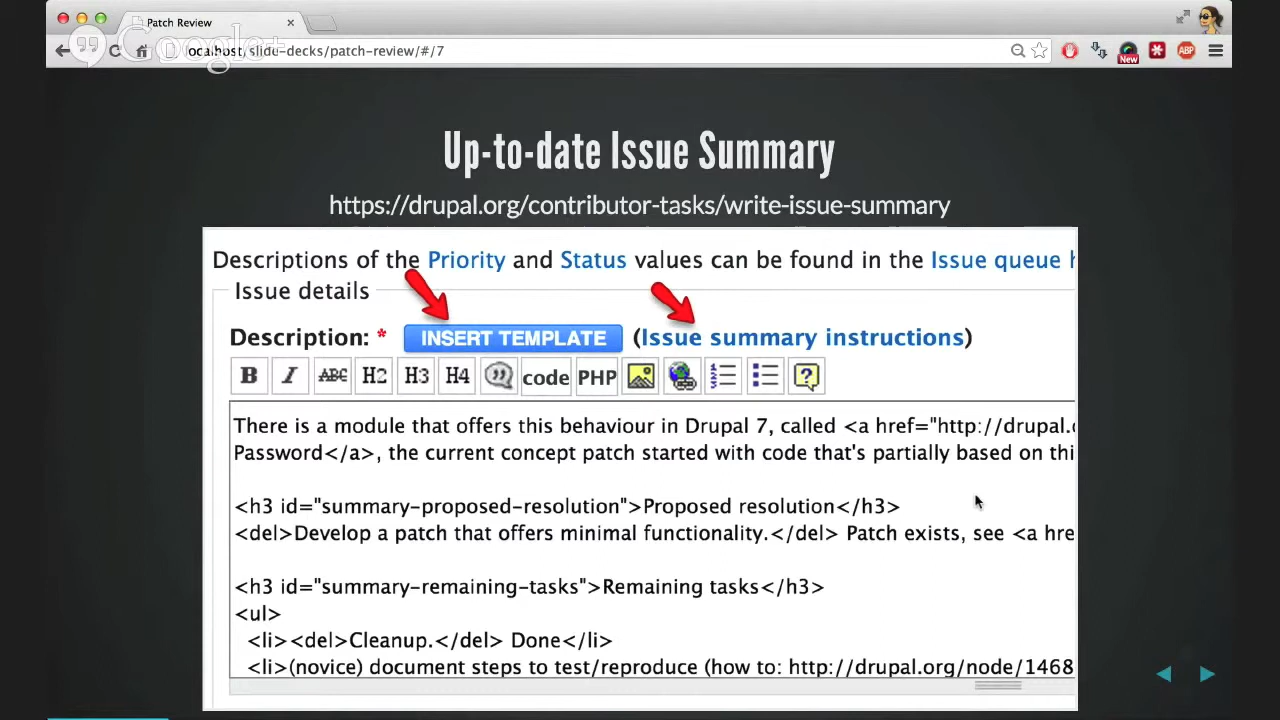 Patch Review
Google+
localhost/slide-decks/patch-review/#/7
New
ABP
Up-to-date Issue Summary
https://drupal.org/contributor-tasks/write-issue-summary
Descriptions of the Priority and Status values can be found in the Issue queue
Issue details
Description: * INSERT TEMPLATE (Issue summary instructions)
B I ABC H2 H3 H4 code PHP
There is a module that offers this behaviour in Drupal 7, called <a href="http://drupal.
Password</a>, the current concept patch started with code that's partially based on thi
<h3 id="summary-proposed-resolution">Proposed resolution</h3>
<del>Develop a patch that offers minimal functionality.</del> Patch exists, see <a hre
<h3 id="summary-remaining-tasks">Remaining tasks</h3>
<ul>
<li><del>Cleanup.</del> Done</li>
<li>(novice) document steps to test/reproduce (how to: http://drupal.org/node/1468